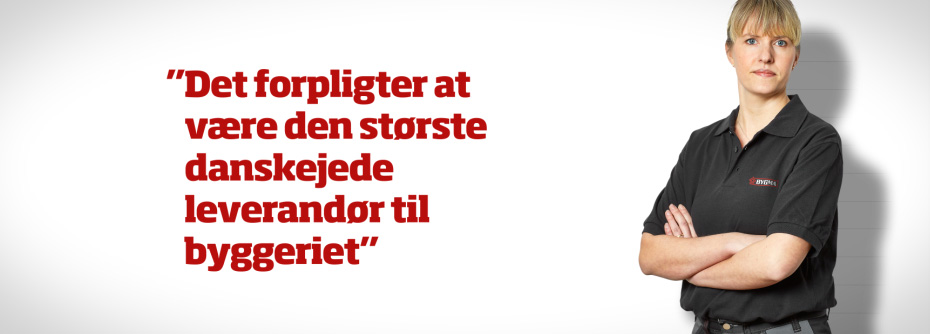 ”Det forpligter at
være den største
danskejede
leverandør til
byggeriet”